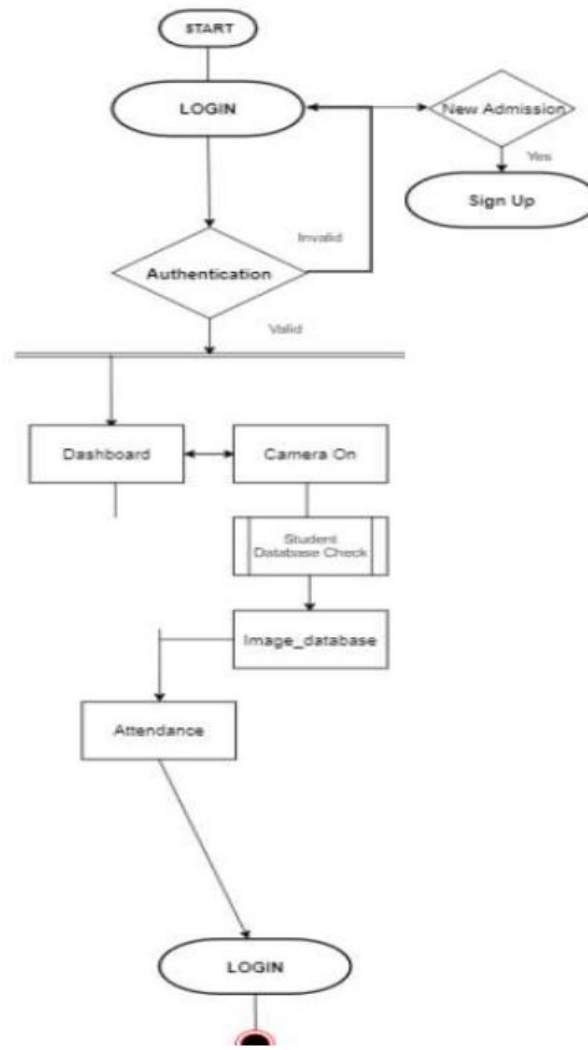 START
LOGIN
New Admission
Yes
Sign Up
Invalid
Authentication
Valid
Dashboard
Camera On
Student
Database Check
Image_database
Attendance
LOGIN